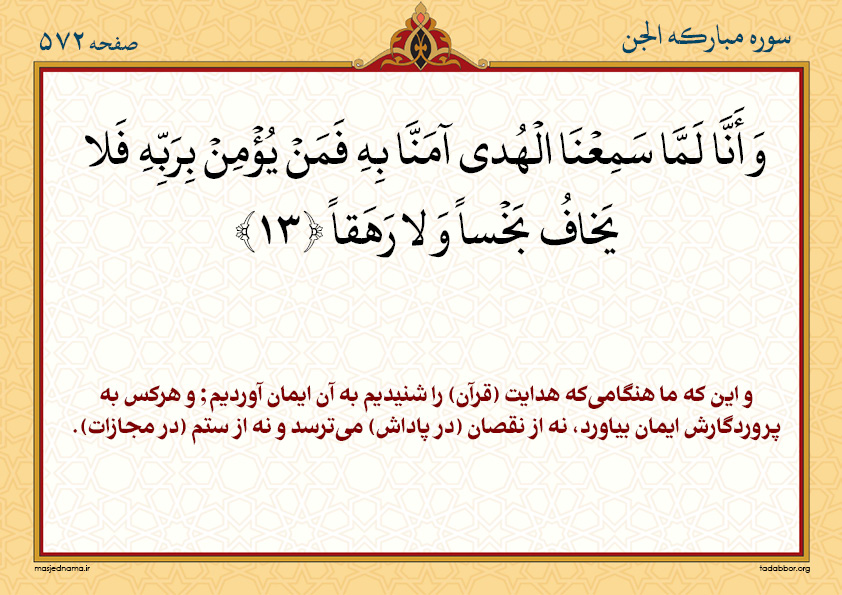 سوره مبارکه الجن
صفحه ۵۷۲
وَ أَنَّا لَمَّا سَمِعْنَا الْهُدی آمَنَّا بِهِ فَمَنْ يُؤْمِنْ بِرَبِّهِ فَلا
يَخافُ بَخْساً وَ لا رَهَقاً ﴿۱۳﴾
و این که ما هنگامی‌که هدایت (قرآن) را شنیدیم به آن ایمان آوردیم; و هرکس به
پروردگارش ایمان بیاورد، نه از نقصان (در پاداش) می‌ترسد و نه از ستم (در مجازات).
masjednama.ir
tadabbor.org